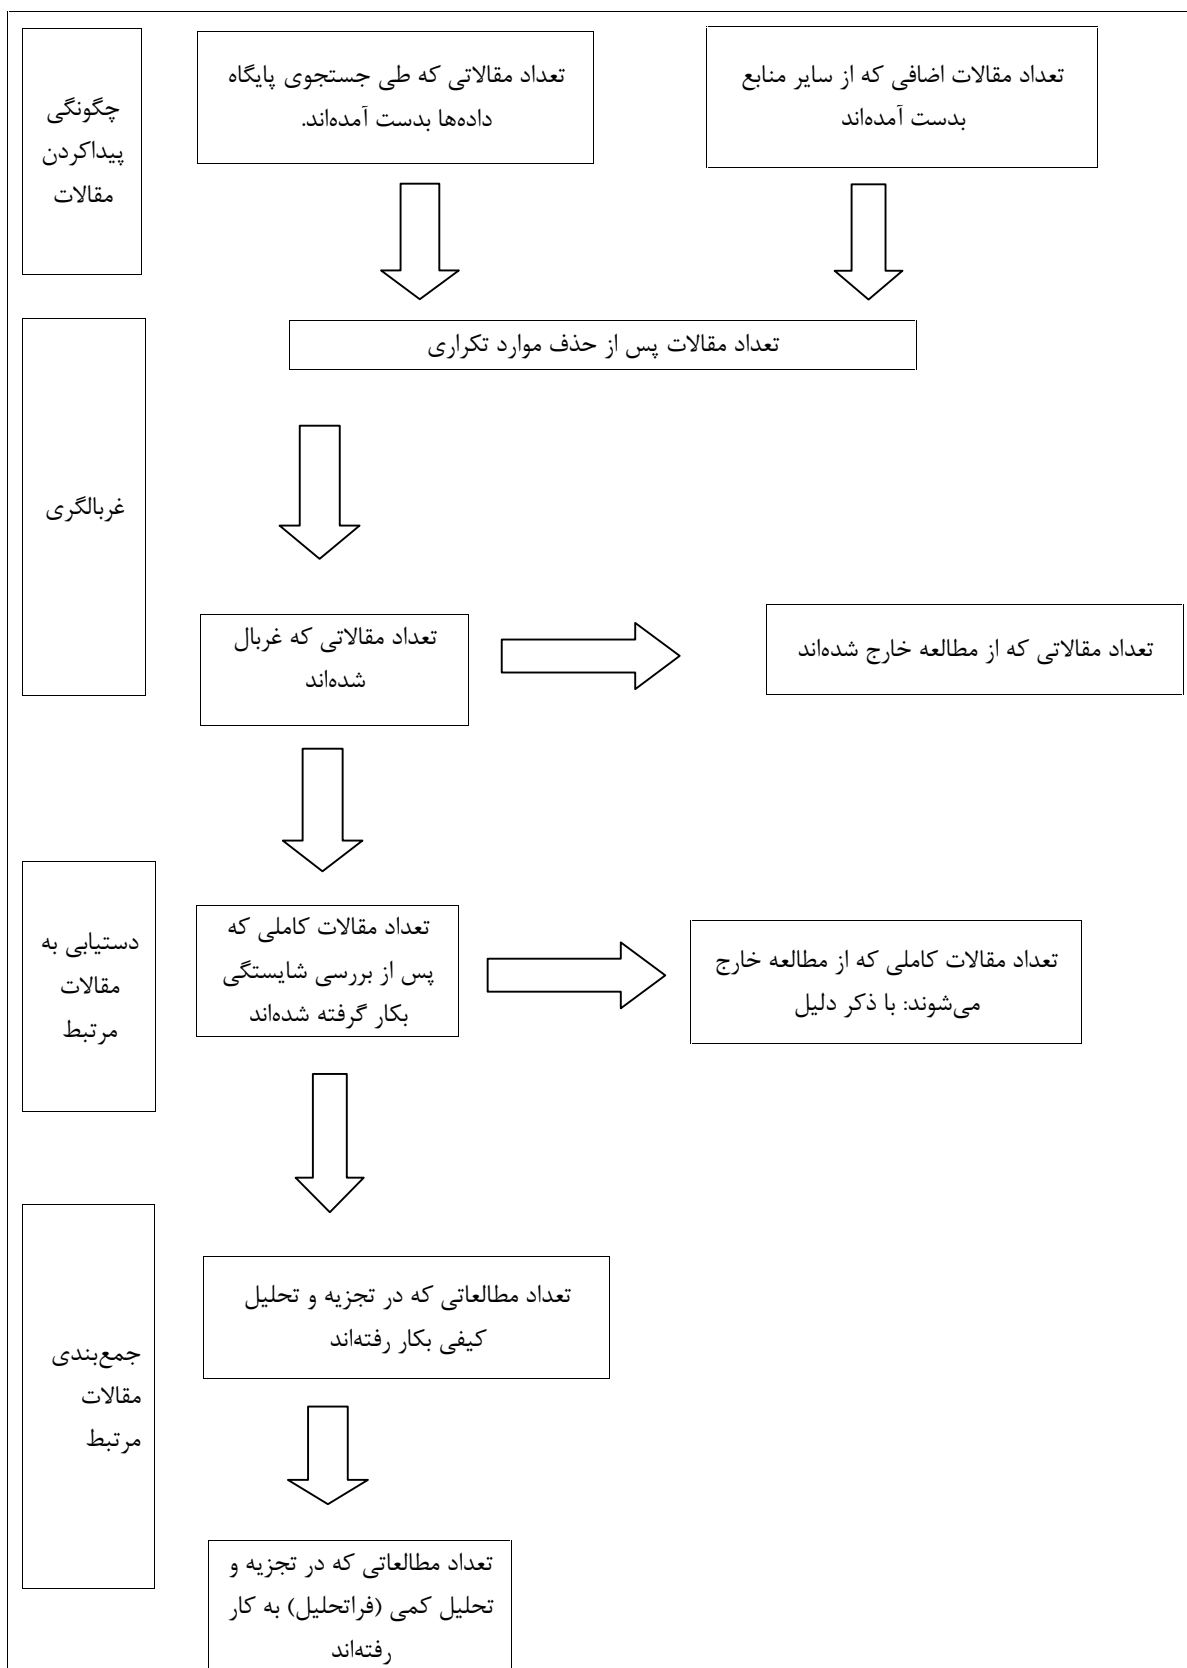 تعداد مقالات اضافی که از سایر منابع
بدست آمده‌اند
تعداد مقالاتی که طی جستجوی پایگاه
داده‌ها بدست آمده‌اند.
چگونگی
پیداکردن
مقالات
تعداد مقالات پس از حذف موارد تکراری
غربالگری
تعداد مقالاتی که از مطالعه خارج شده‌اند
تعداد مقالاتی که غربال
شده‌اند
تعداد مقالات کاملی که از مطالعه خارج
می‌شوند: با ذکر دلیل
تعداد مقالات کاملی که
پس از بررسی شایستگی
بکار گرفته شده‌اند
دستیابی به
مقالات
مرتبط
تعداد مطالعاتی که در تجزیه و تحلیل
کیفی بکار رفته‌اند
جمع‌بندی
مقالات
مرتبط
تعداد مطالعاتی که در تجزیه و
تحلیل کمی (فراتحلیل) به کار
رفته‌اند